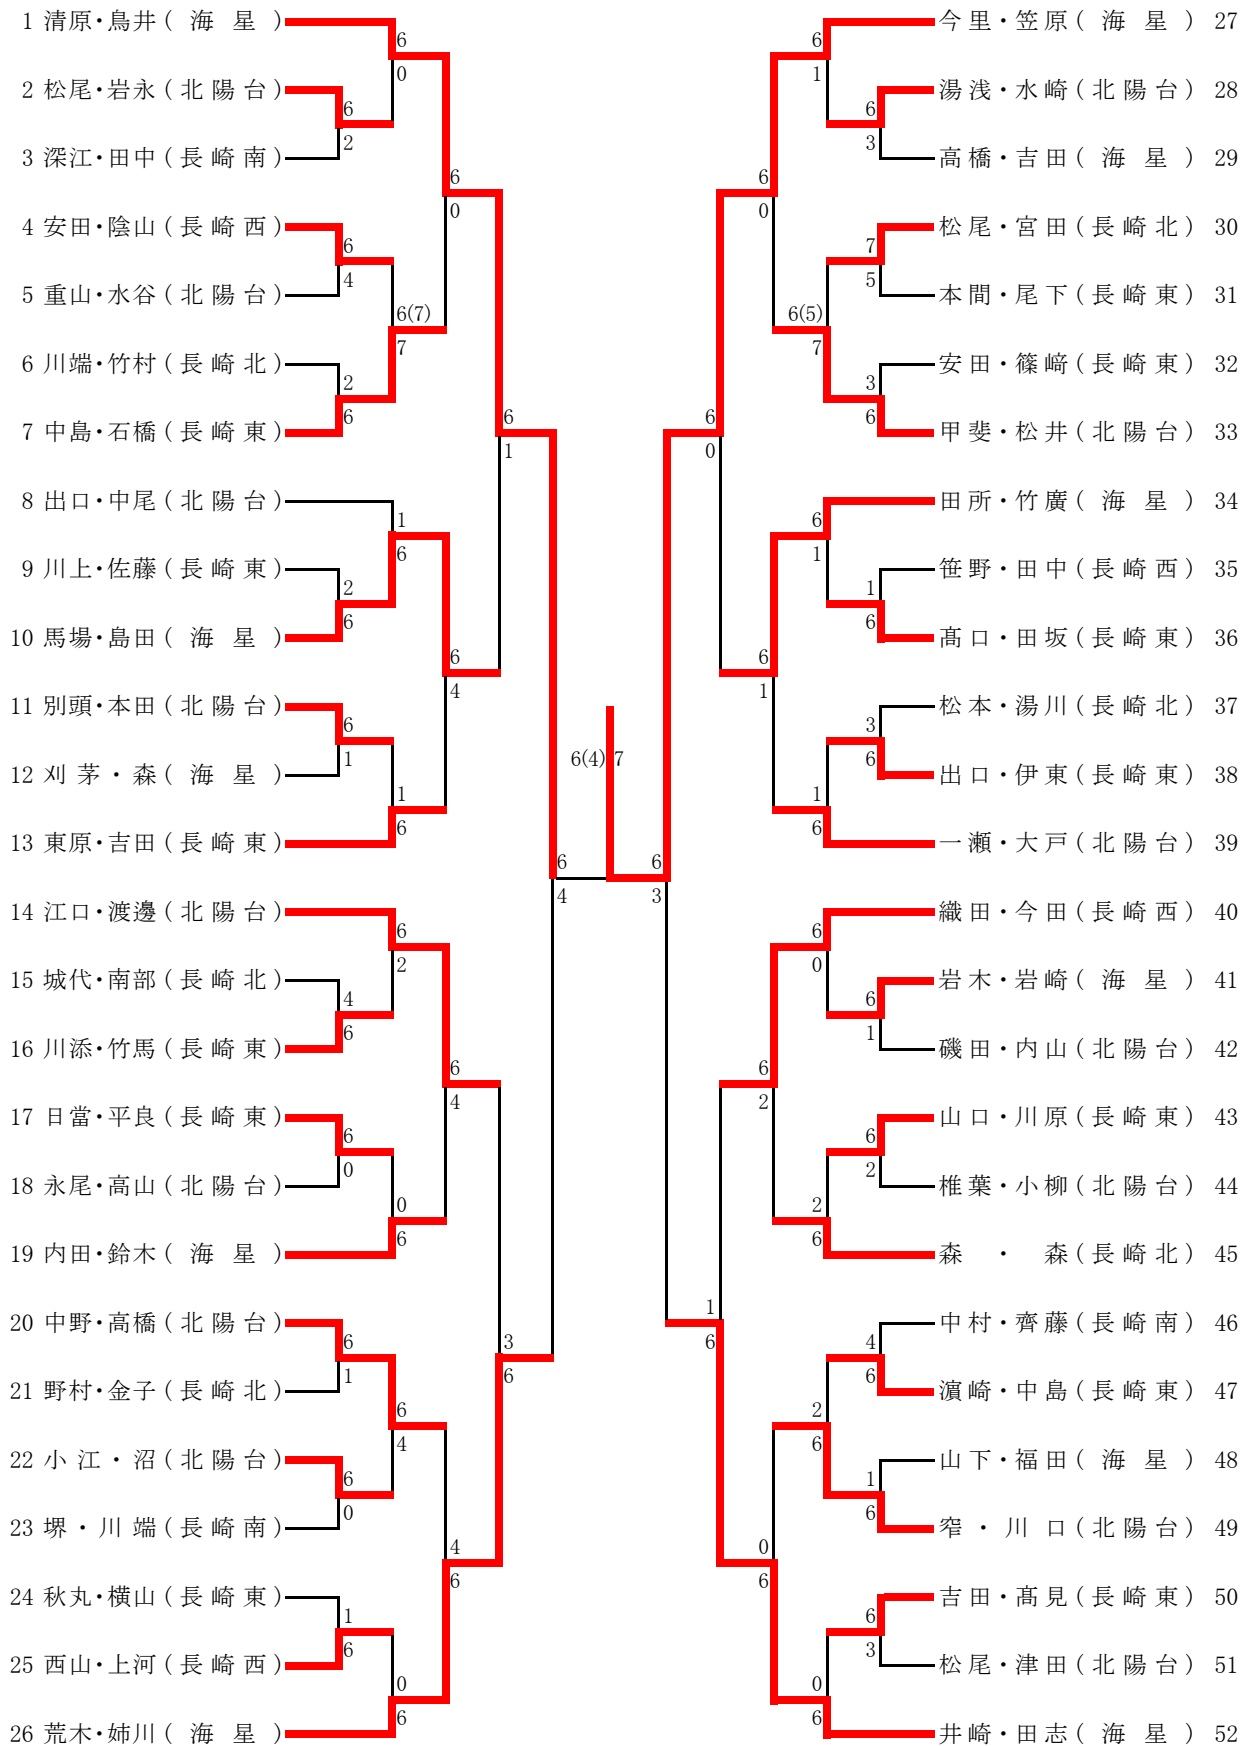 1 清原・鳥井(海星)
2 松尾・岩永(北陽台)
3 深江・田中(長崎南)
4 安田・陰山(長崎西)
5 重山・水谷(北陽台)
6 川端・竹村(長崎北)
7 中島・石橋(長崎東)
8 出口・中尾(北陽台)
9 川上・佐藤(長崎東)
10 馬場・島田(海星)
11 別頭・本田(北陽台)
12 刈茅・森(海星)
13 東原・吉田(長崎東)
14 江口・渡邊(北陽台)
15 城代・南部(長崎北)
16 川添・竹馬(長崎東)
17 日當・平良(長崎東)
18 永尾・高山(北陽台)
19 内田・鈴木(海星)
20 中野・高橋(北陽台)
21 野村・金子(長崎北)
22 小江・沼(北陽台)
23 堺・川端(長崎南)
24 秋丸・横山(長崎東)
25 西山・上河(長崎西)
26 荒木・姉川(海星)
6
0
6
2
6
4
6(7)
7
2
6
6
0
1
6
2
6
6
1
1
6
6
4
6
1
6
2
4
6
6
0
0
6
6
4
6
1
6
4
6
0
1
6
0
6
4
6
3
6
6
4
6(4) 7
6
3
6
1
6
3
6
0
7
5
6(5)
7
3
6
6
0
6
1
1
6
6
1
3
6
1
6
6
0
6
1
6
2
6
2
2
6
1
6
4
6
2
6
1
6
0
6
6
3
0
6
今里・笠原(海星) 27
湯浅・水崎(北陽台) 28
高橋・吉田(海星) 29
松尾・宮田(長崎北) 30
本間・尾下(長崎東) 31
安田・篠﨑(長崎東) 32
甲斐・松井(北陽台) 33
田所・竹廣(海星) 34
笹野・田中(長崎西) 35
髙口・田坂(長崎東) 36
松本・湯川(長崎北) 37
出口・伊東(長崎東) 38
一瀬・大戸(北陽台) 39
織田・今田(長崎西) 40
岩木・岩崎(海星) 41
磯田・内山(北陽台) 42
山口・川原(長崎東) 43
椎葉・小柳(北陽台) 44
森・森(長崎北) 45
中村・齊藤(長崎南) 46
濵崎・中島(長崎東) 47
山下・福田(海星) 48
窄・川口(北陽台) 49
吉田・髙見(長崎東) 50
松尾・津田(北陽台) 51
井崎・田志(海星) 52